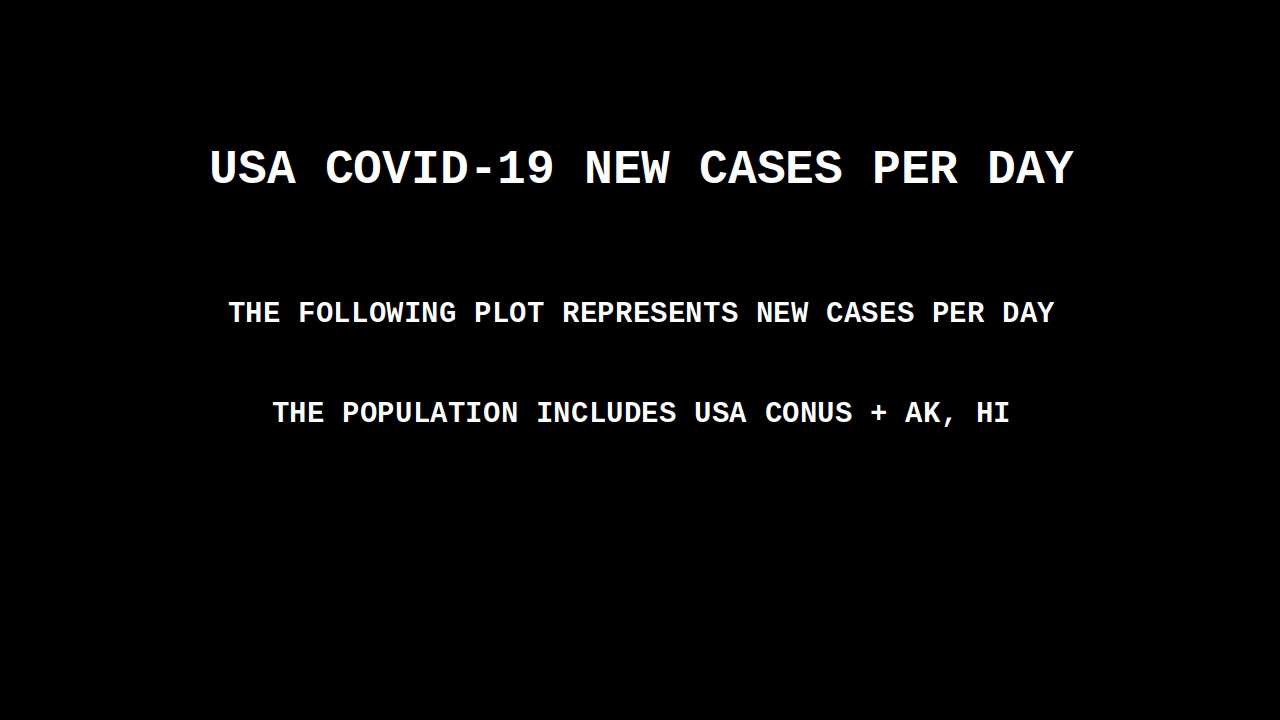 USA COVID-19 NEW CASES PER DAY
THE FOLLOWING PLOT REPRESENTS NEW CASES PER DAY
THE POPULATION INCLUDES USA CONUS + AK, HI